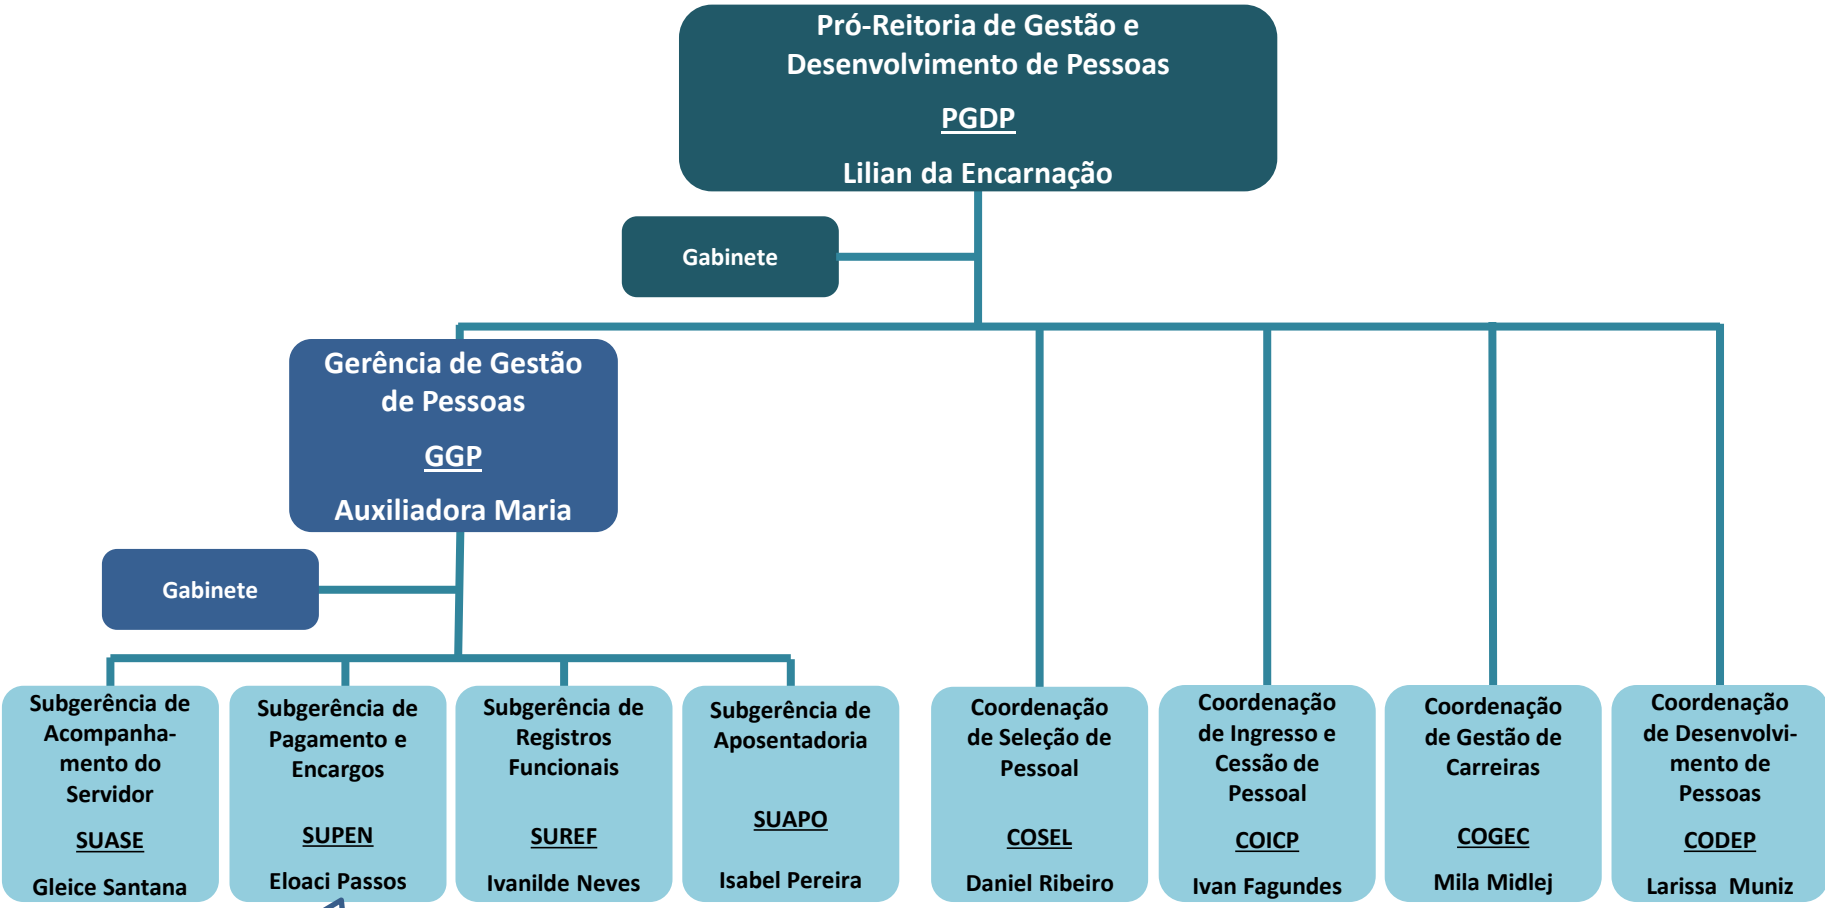 Pró-Reitoria de Gestão e
Desenvolvimento de Pessoas
PGDP
Lilian da Encarnação
Gabinete
Gerência de Gestão
de Pessoas
GGP
Auxiliadora Maria
Gabinete
Subgerência de
Acompanha-
mento do
Servidor
SUASE
Gleice Santana
Subgerência de
Pagamento e
Encargos
SUPEN
Eloaci Passos
Subgerência de
Registros
Funcionais
SUREF
Ivanilde Neves
Subgerência de
Aposentadoria
SUAPO
Isabel Pereira
Coordenação
de Seleção de
Pessoal
COSEL
Daniel Ribeiro
Coordenação
de Ingresso e
Cessão de
Pessoal
COICP
Ivan Fagundes
Coordenação
de Gestão de
Carreiras
COGEC
Mila Midlej
Coordenação
de Desenvolvi-
mento de
Pessoas
CODEP
Larissa Muniz